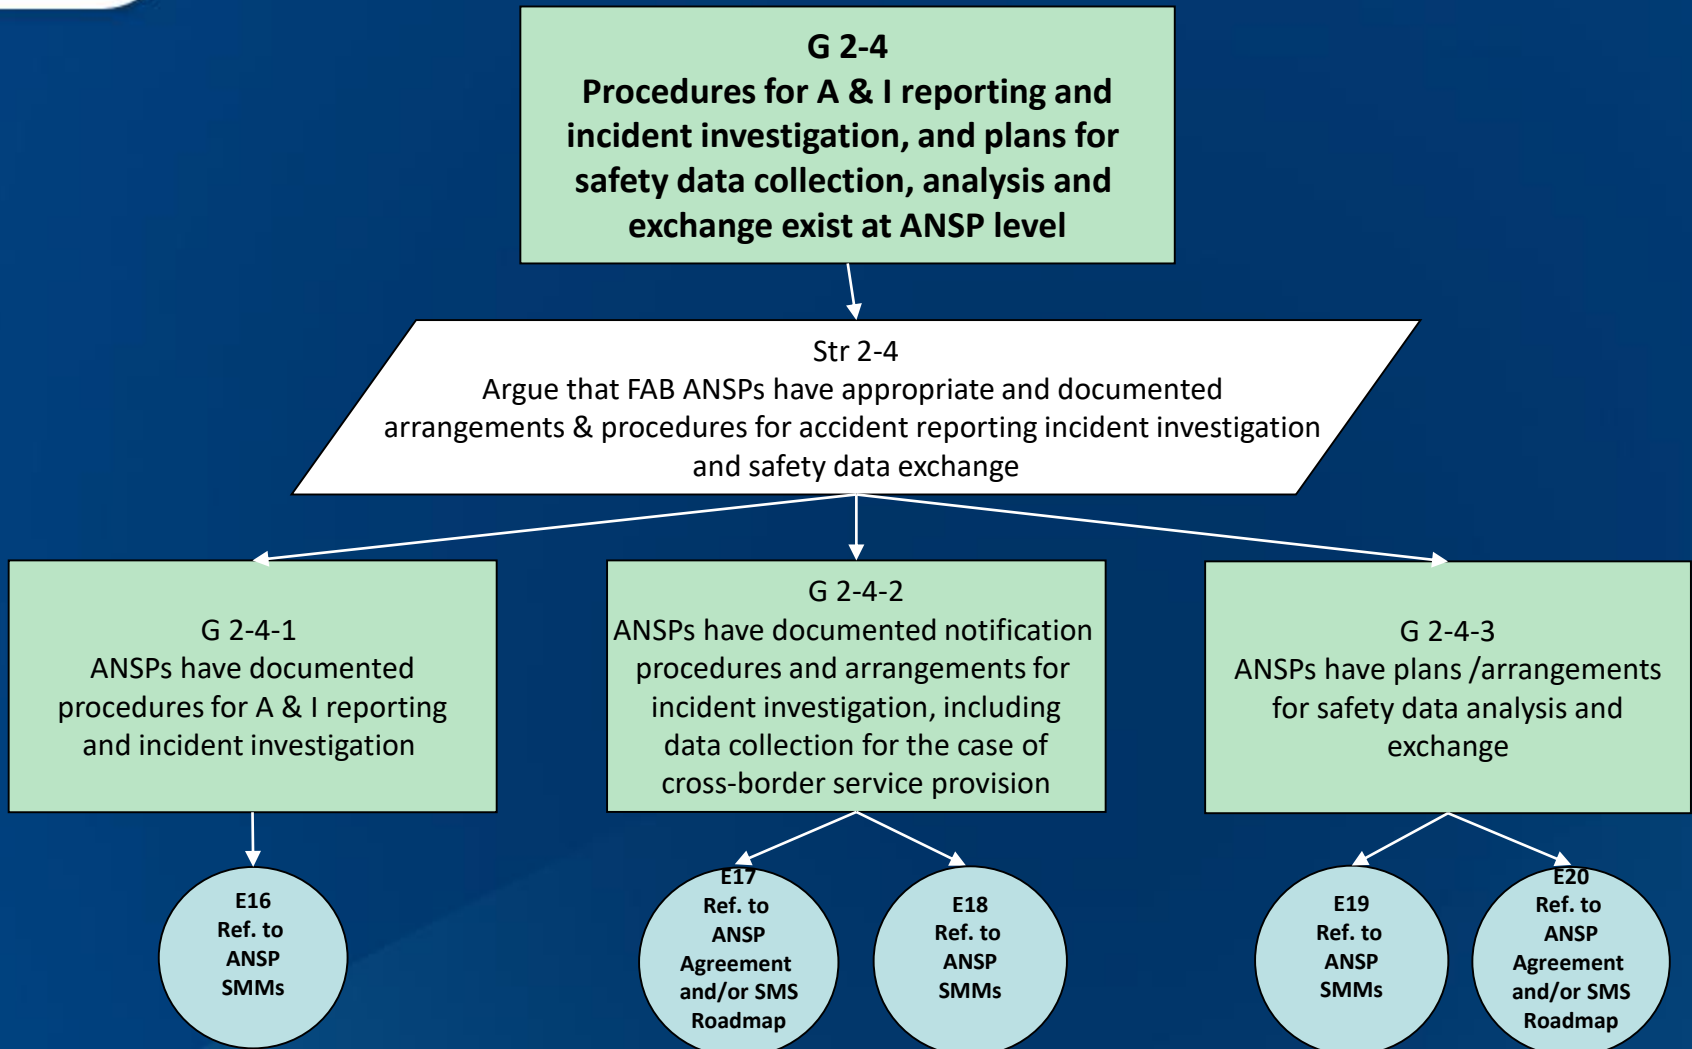 G 2-4
Procedures for A & I reporting and
incident investigation, and plans for
safety data collection, analysis and
exchange exist at ANSP level
Str 2-4
Argue that FAB ANSPs have appropriate and documented
arrangements & procedures for accident reporting incident investigation
and safety data exchange
G 2-4-1
ANSPs have documented
procedures for A & I reporting
and incident investigation
G 2-4-2
ANSPs have documented notification
procedures and arrangements for
incident investigation, including
data collection for the case of
cross-border service provision
G 2-4-3
ANSPs have plans /arrangements
for safety data analysis and
exchange
E16
Ref. to
ANSP
SMMs
E17
Ref. to
ANSP
Agreement
and/or SMS
Roadmap
E18
Ref. to
ANSP
SMMs
E19
Ref. to
ANSP
SMMs
E20
Ref. to
ANSP
Agreement
and/or SMS
Roadmap